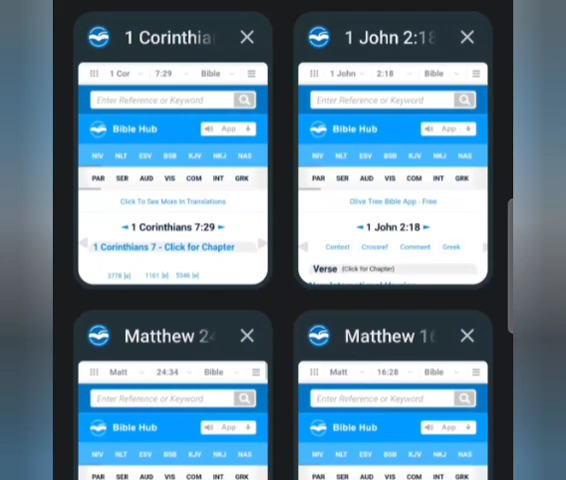 1 Corinthia
1 John 2:18
1 Cor 7:29 Bible
1 John 2:18 Bible
Enter Reference or Keyword
Enter Reference or Keyword
Bible Hub App
Bible Hub App
NIV NLT ESV BSB KJV NKJ NAS
NIV NLT ESV BSB KJV NKJ NAS
PAR SER AUD VIS COM INT GRK
PAR SER AUD VIS COM INT GRK
Click To See More In Translations
Olive Tree Bible App - Free
1 Corinthians 7:29
1 John 2:18
1 Corinthians 7 - Click for Chapter
Context Crossref Comment Greek
3778 [e] 1161 [e] 5346 [e]
Verse (Click for Chapter)
Matthew 24
Matthew 16
Matt 24:34 Bible
Matt 16:28 Bible
Enter Reference or Keyword
Enter Reference or Keyword
Bible Hub App
Bible Hub App
NIV NLT ESV BSB KJV NKJ NAS
NIV NLT ESV BSB KJV NKJ NAS
PAR SER AUD VIS COM INT GRK
PAR SER AUD VIS COM INT GRK